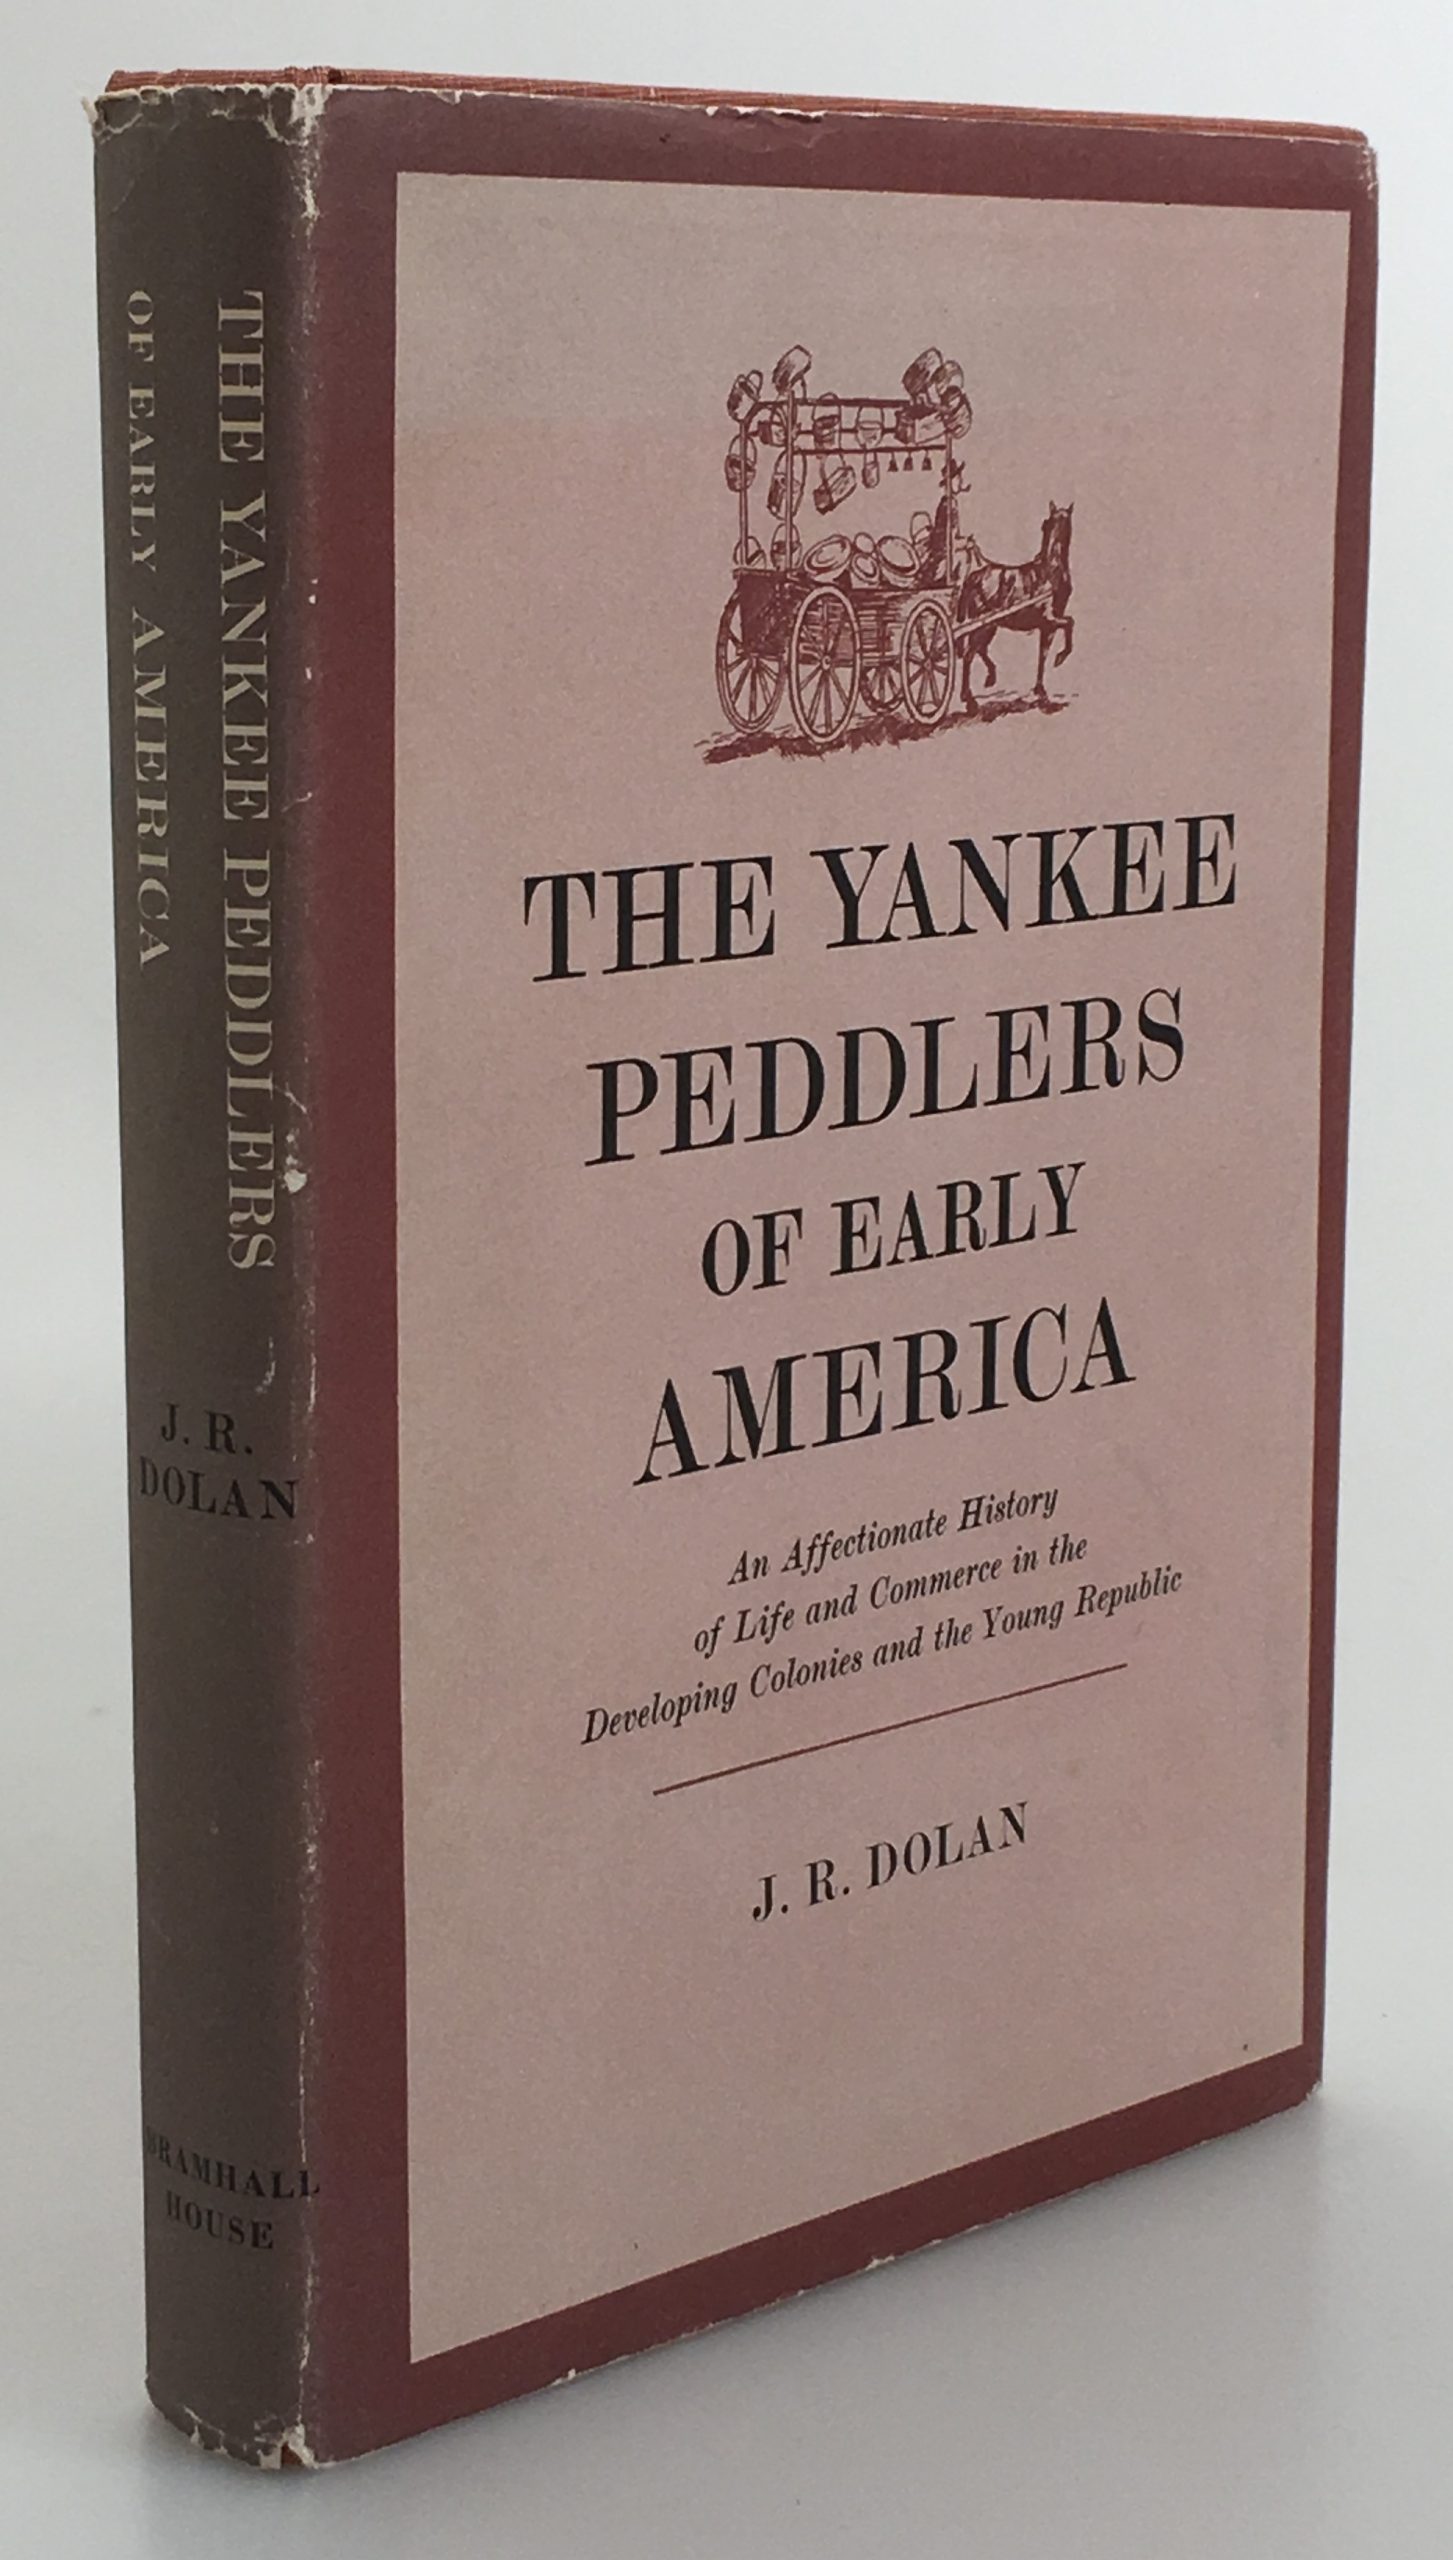 THE YANKEE PEDDLERS
OF EARLY AMERICA
J. R.
DOLAN
BRAMHALL
HOUSE
THE YANKEE
PEDDLERS
OF EARLY
AMERICA
An Affectionate History
of Life and Commerce in the
Developing Colonies and the Young Republic
J. R. DOLAN